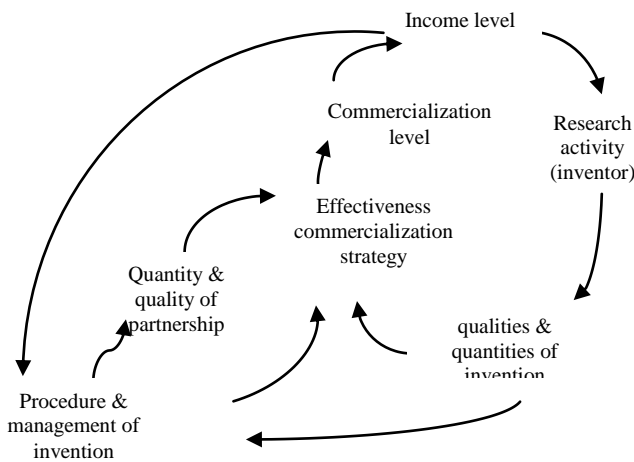 Income level
Commercialization
level
Research
activity
(inventor)
Effectiveness
commercialization
strategy
Quantity &
quality of
partnership
qualities &
quantities of
invention
Procedure &
management of
invention